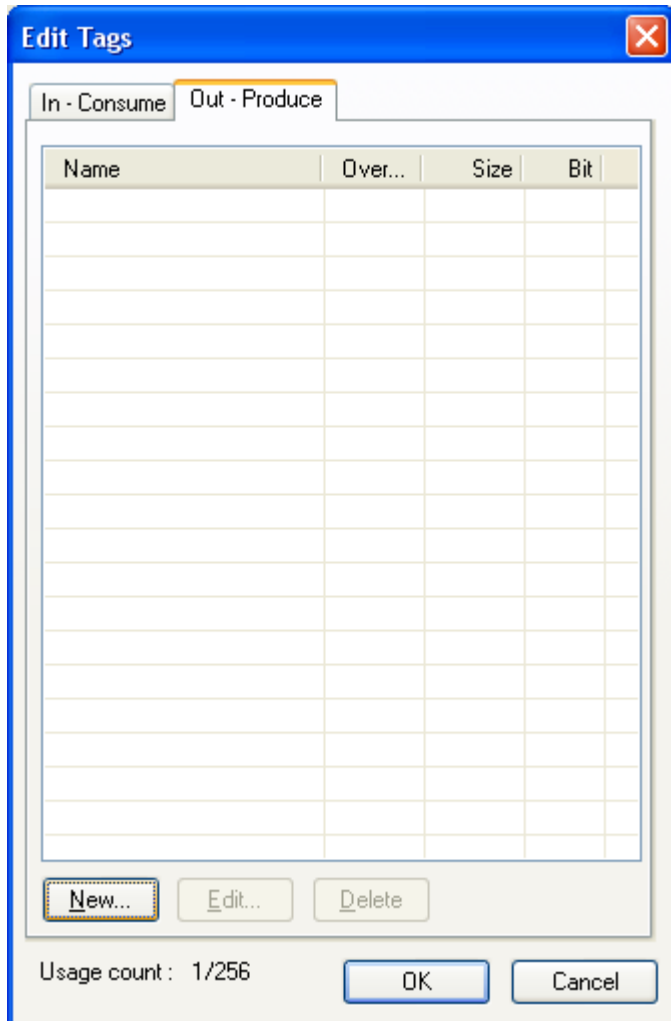 Edit Tags
In - Consume Out - Produce
Name Over... Size Bit
New... Edit... Delete
Usage count : 1/256 OK Cancel